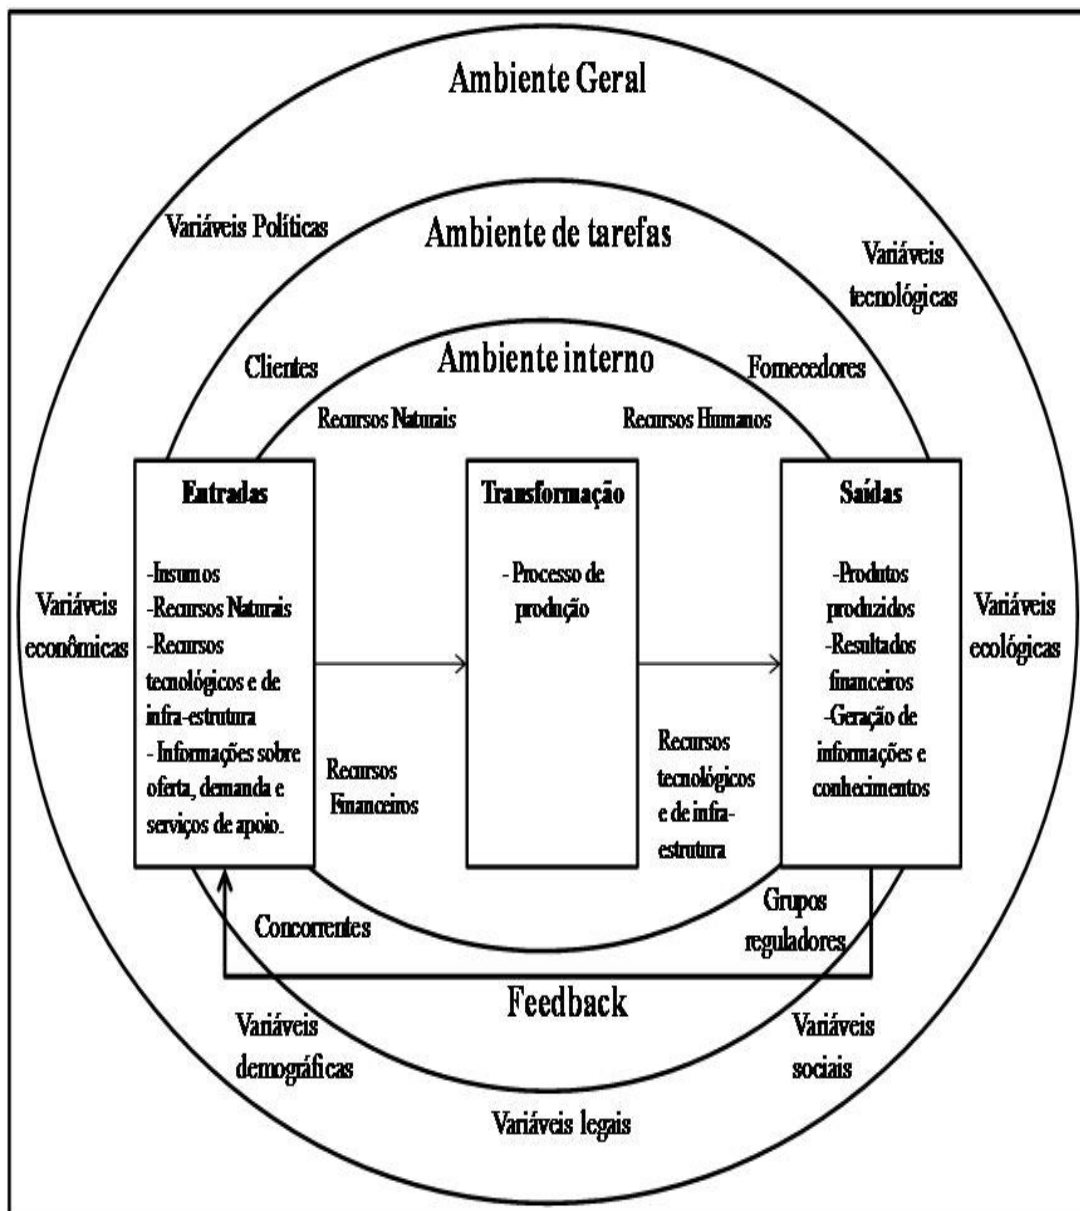 Ambiente Geral
Variáveis Políticas
Ambiente de tarefas
Variáveis
tecnológicas
Clientes
Ambiente interno
Fornecedores
Recursos Naturais
Recursos Humanos
Entradas
-Insumos
-Recursos Naturais
-Recursos
tecnológicos e de
infra-estrutura
- Informações sobre
oferta, demanda e
serviços de apoio.
Transformação
- Processo de
produção
Saídas
-Produtos
produzidos
-Resultados
financeiros
-Geração de
informações e
conhecimentos
Variáveis
econômicas
Variáveis
ecológicas
Recursos
Financeiros
Recursos
tecnológicos
e de infra-
estrutura
Concorrentes
Grupos
reguladores
Feedback
Variáveis
demográficas
Variáveis
sociais
Variáveis legais